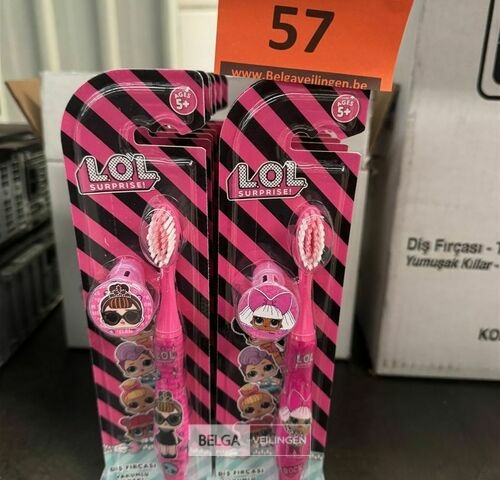 57
www.Belgaveilingen.be
AGES
5+
L.O.L
SURPRISE!
L.O.L
DİŞ FIRÇASI
AGES
5+
L.O.L
SURPRISE!
L.O.L
ROCK
DİŞ FIRÇASI
Diş Fırçası -
Yumuşak Kıllar -
BELGA VEILINGEN